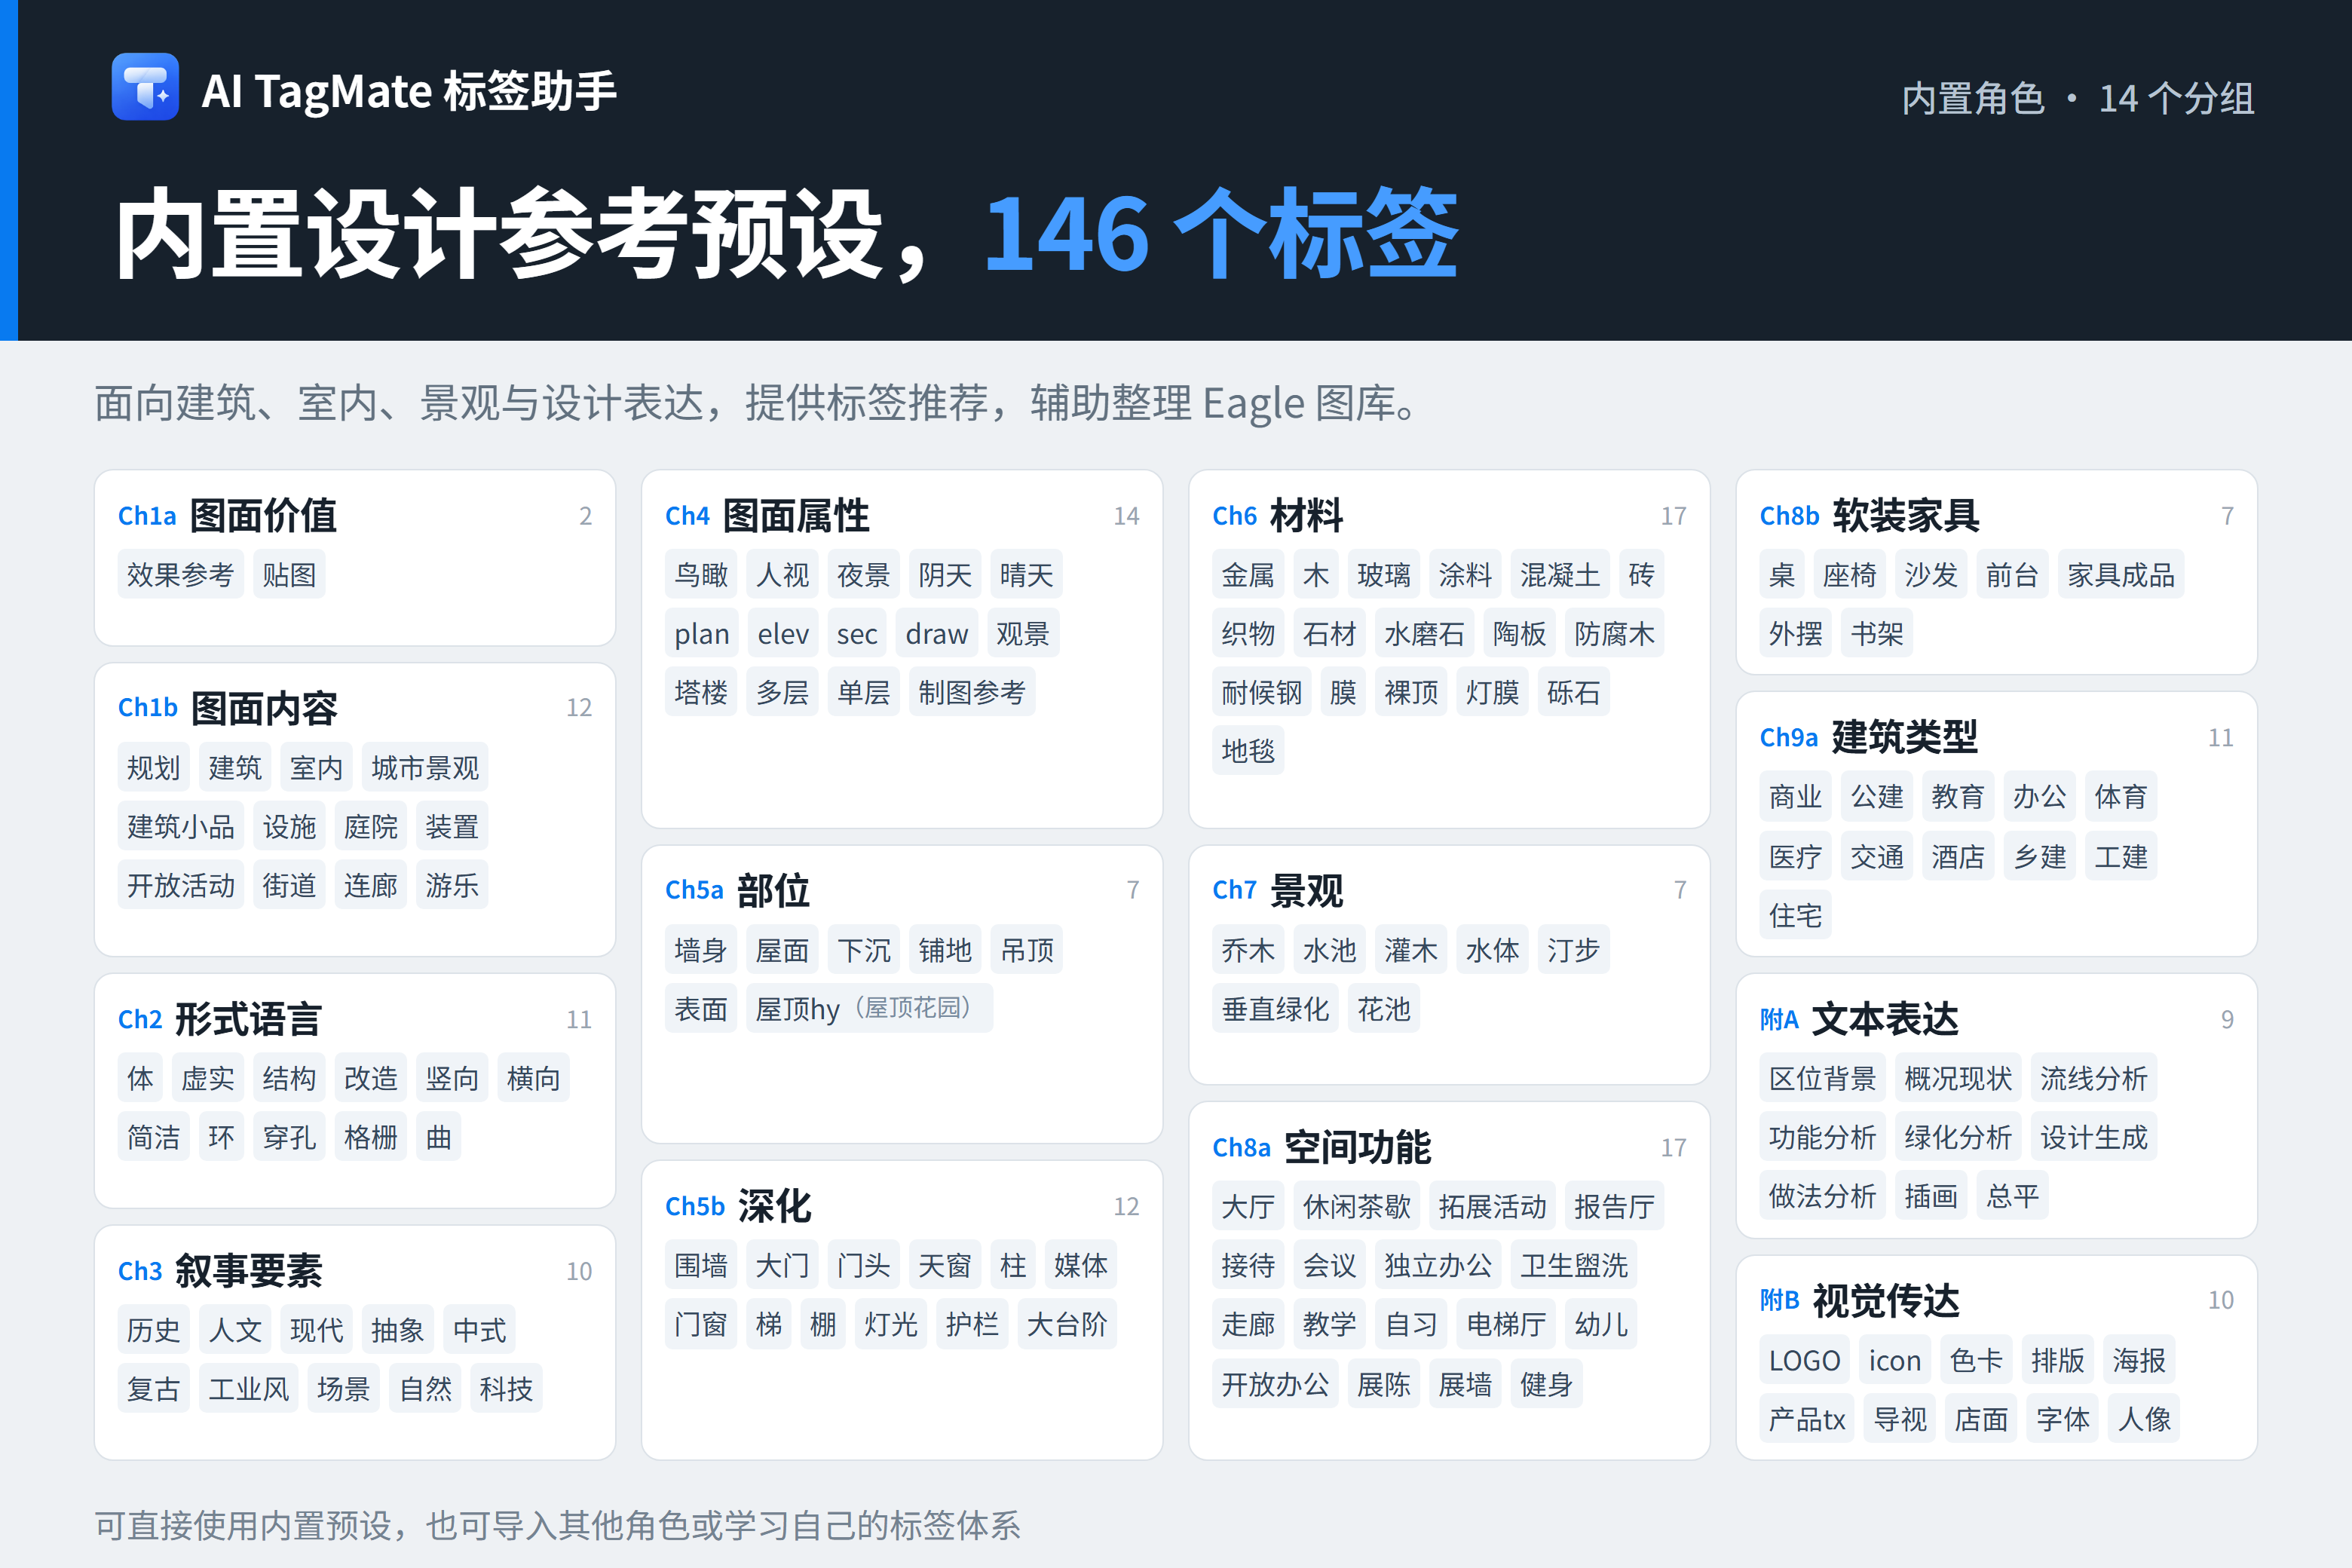 AI TagMate 标签助手
内置角色 · 14 个分组
内置设计参考预设，146 个标签
面向建筑、室内、景观与设计表达，提供标签推荐，辅助整理 Eagle 图库。
Ch1a 图面价值 2
效果参考 贴图
Ch1b 图面内容 12
规划 建筑 室内 城市景观
建筑小品 设施 庭院 装置
开放活动 街道 连廊 游乐
Ch2 形式语言 11
体 虚实 结构 改造 竖向 横向
简洁 环 穿孔 格栅 曲
Ch3 叙事要素 10
历史 人文 现代 抽象 中式
复古 工业风 场景 自然 科技
Ch4 图面属性 14
鸟瞰 人视 夜景 阴天 晴天
plan elev sec draw 观景
塔楼 多层 单层 制图参考
Ch5a 部位 7
墙身 屋面 下沉 铺地 吊顶
表面 屋顶hy（屋顶花园）
Ch5b 深化 12
围墙 大门 门头 天窗 柱 媒体
门窗 梯 棚 灯光 护栏 大台阶
Ch6 材料 17
金属 木 玻璃 涂料 混凝土 砖
织物 石材 水磨石 陶板 防腐木
耐候钢 膜 裸顶 灯膜 砾石
地毯
Ch7 景观 7
乔木 水池 灌木 水体 汀步
垂直绿化 花池
Ch8a 空间功能 17
大厅 休闲茶歇 拓展活动 报告厅
接待 会议 独立办公 卫生盥洗
走廊 教学 自习 电梯厅 幼儿
开放办公 展陈 展墙 健身
Ch8b 软装家具 7
桌 座椅 沙发 前台 家具成品
外摆 书架
Ch9a 建筑类型 11
商业 公建 教育 办公 体育
医疗 交通 酒店 乡建 工建
住宅
附A 文本表达 9
区位背景 概况现状 流线分析
功能分析 绿化分析 设计生成
做法分析 插画 总平
附B 视觉传达 10
LOGO icon 色卡 排版 海报
产品tx 导视 店面 字体 人像
可直接使用内置预设，也可导入其他角色或学习自己的标签体系